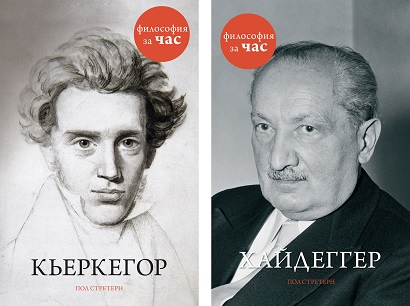 философия
за час
КЬЕРКЕГОР
ПОЛ СТРЕТЕРН
философия
за час
ХАЙДЕГГЕР
ПОЛ СТРЕТЕРН